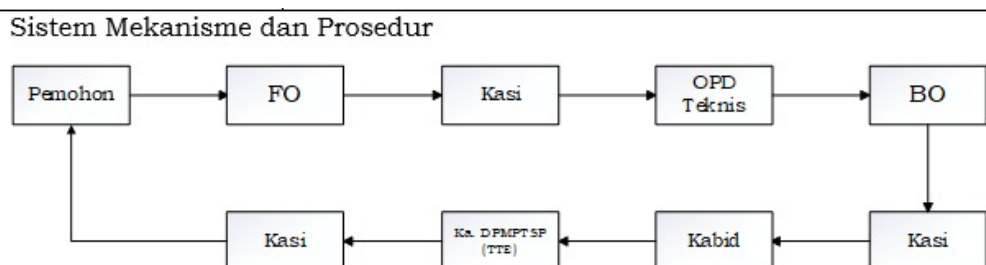 Sistem Mekanisme dan Prosedur
Pemohon
FO
Kasi
OPD
Teknis
BO
Kasi
Ka. DPMPTSP
(TTE)
Kabid
Kasi